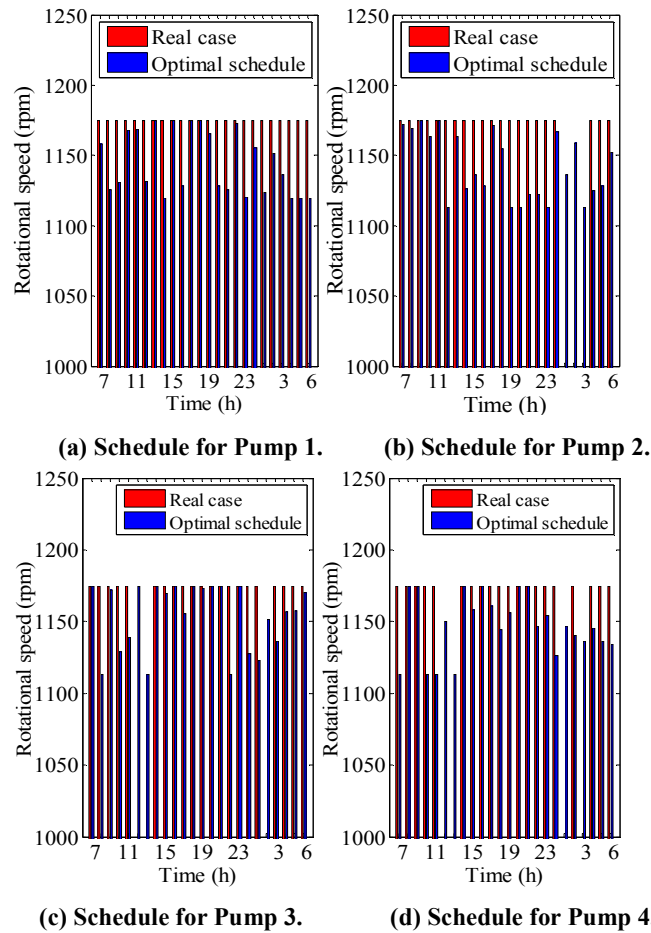 1250
Real case
Optimal schedule
1200
1150
1100
1050
1000
Rotational speed (rpm)
7 11 15 19 23 3 6
Time (h)
(a) Schedule for Pump 1.
1250
Real case
Optimal schedule
1200
1150
1100
1050
1000
Rotational speed (rpm)
7 11 15 19 23 3 6
Time (h)
(b) Schedule for Pump 2.
1250
Real case
Optimal schedule
1200
1150
1100
1050
1000
Rotational speed (rpm)
7 11 15 19 23 3 6
Time (h)
(c) Schedule for Pump 3.
1250
Real case
Optimal schedule
1200
1150
1100
1050
1000
Rotational speed (rpm)
7 11 15 19 23 3 6
Time (h)
(d) Schedule for Pump 4